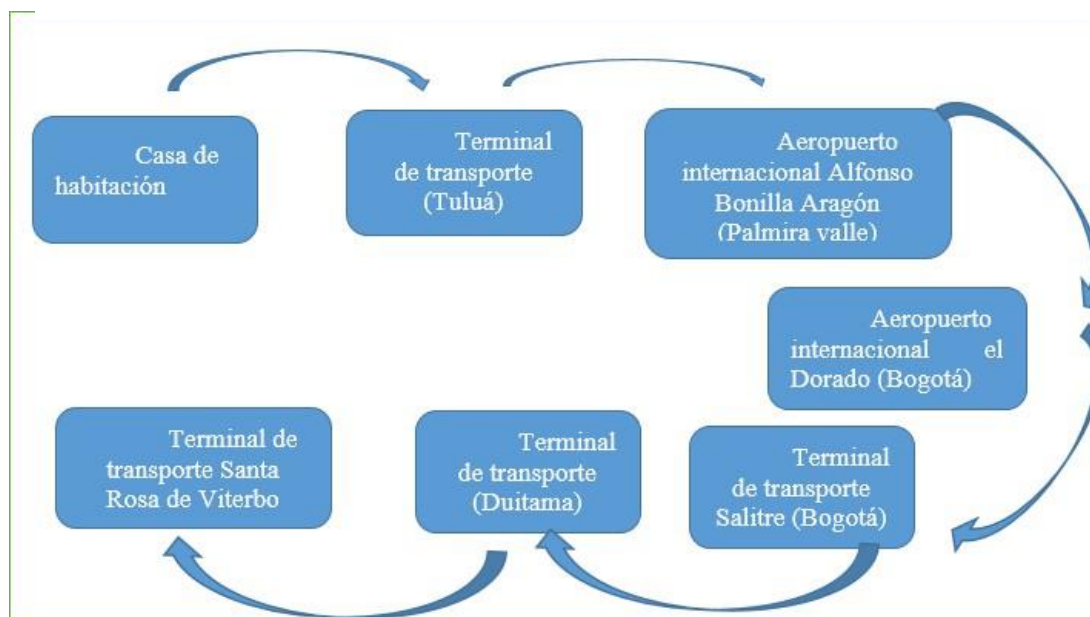 Casa de
habitación
Terminal
de transporte
(Tuluá)
Aeropuerto
internacional Alfonso
Bonilla Aragón
(Palmira valle)
Aeropuerto
internacional el
Dorado (Bogotá)
Terminal
de transporte
Salitre (Bogotá)
Terminal
de transporte
(Duitama)
Terminal de
transporte Santa
Rosa de Viterbo